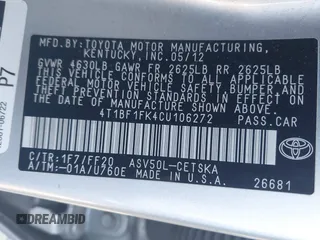 MFD. BY:TOYOTA MOTOR MANUFACTURING,
KENTUCKY, INC. 05/12
GVWR 4630LB GAWR FR 2625LB RR 2625LB
THIS VEHICLE CONFORMS TO ALL APPLICABLE
FEDERAL MOTOR VEHICLE SAFETY, BUMPER, AND
THEFT PREVENTION STANDARDS IN EFFECT ON
THE DATE OF MANUFACTURE SHOWN ABOVE.
4T1BF1FK4CU106272 PASS.CAR
C/TR:1F7/FF20 ASV50L-CETSKA
A/TM:-01A/U760E MADE IN U.S.A.
TOYOTA
26681
P7
DREAMBID